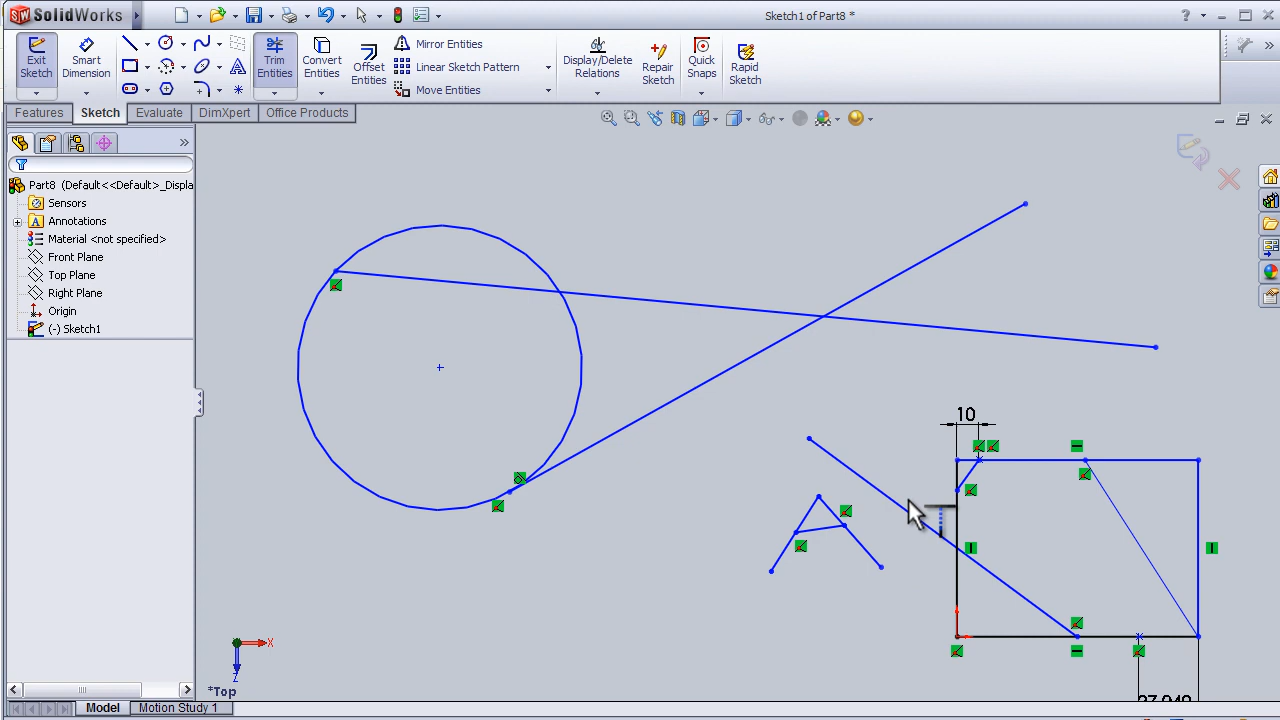 SolidWorks
Sketch1 of Part8 *
Exit Sketch
Smart Dimension
Trim Entities
Convert Entities
Offset Entities
Mirror Entities
Linear Sketch Pattern
Move Entities
Display/Delete Relations
Repair Sketch
Quick Snaps
Rapid Sketch
Features
Sketch
Evaluate
DimXpert
Office Products
Part8 (Default<<Default>_Displa
Sensors
Annotations
Material <not specified>
Front Plane
Top Plane
Right Plane
Origin
(-) Sketch1
10
X
Z
*Top
Model
Motion Study 1